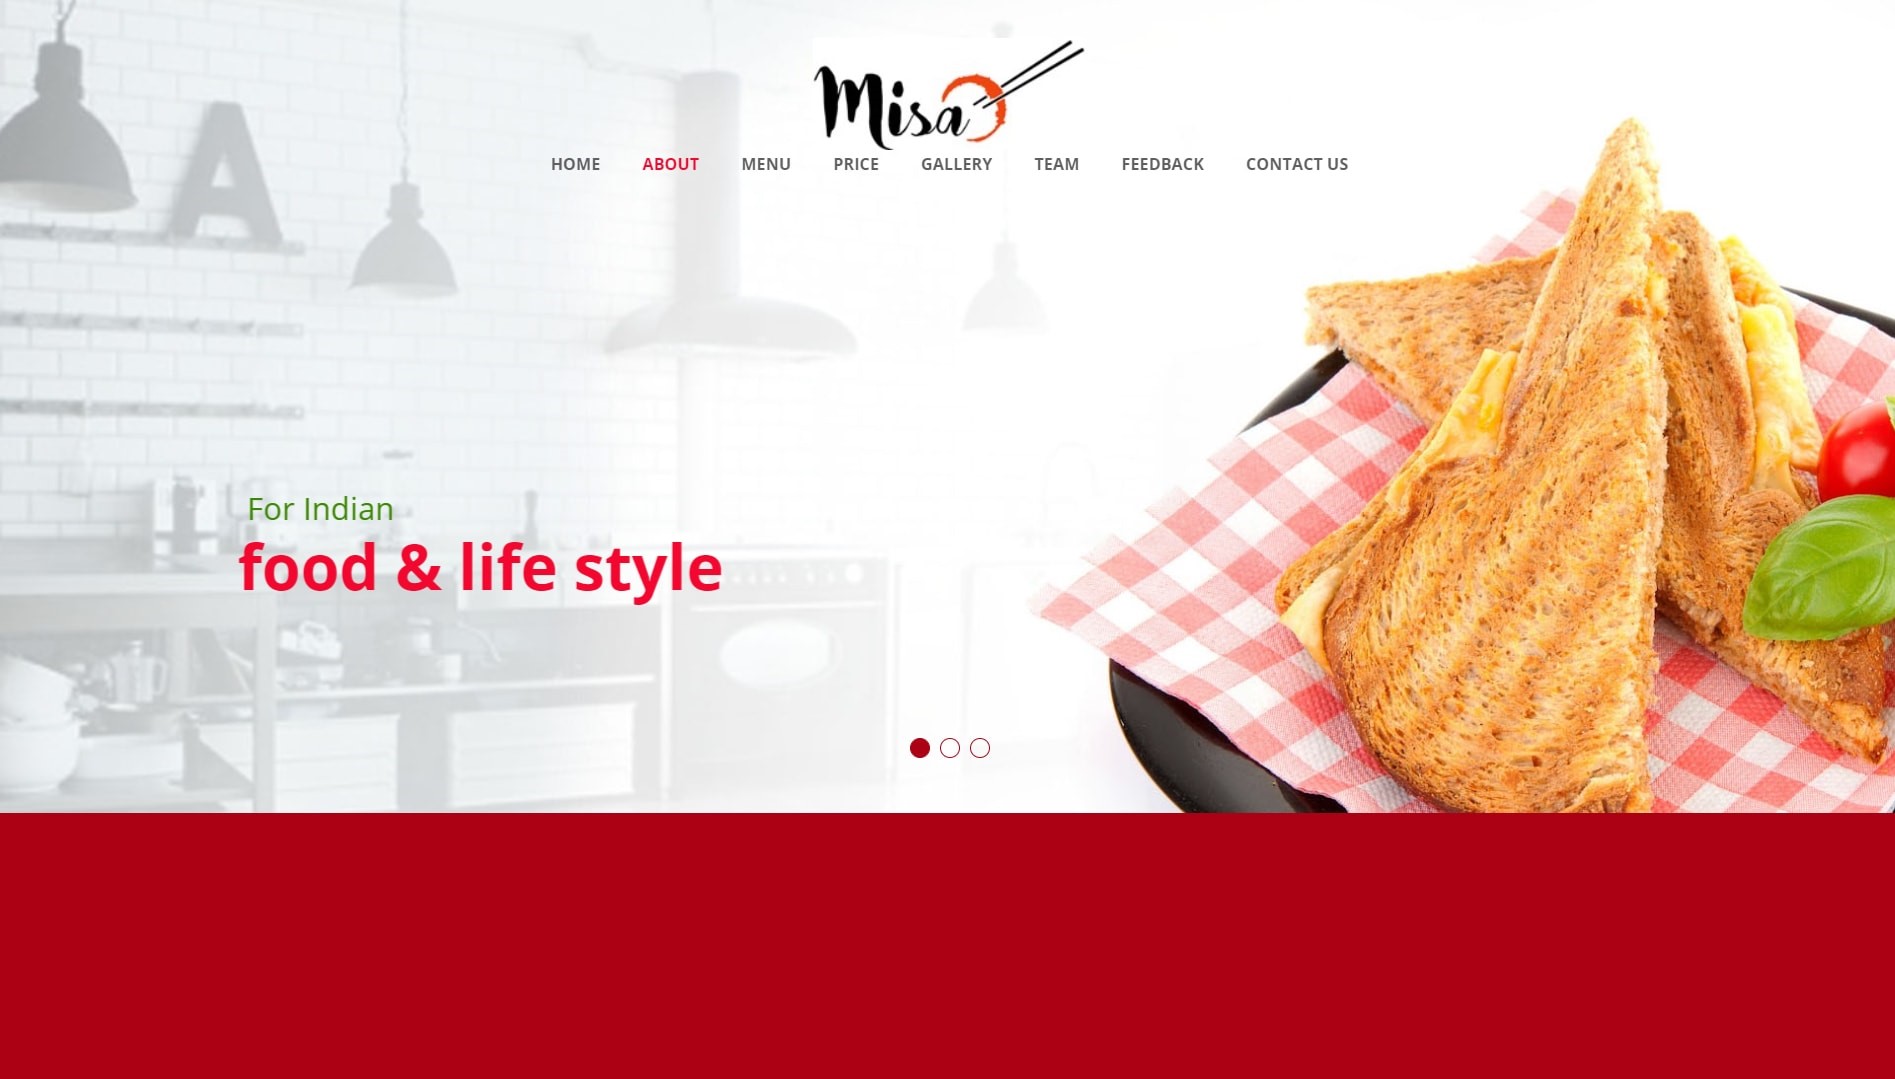 Misa
HOME ABOUT MENU PRICE GALLERY TEAM FEEDBACK CONTACT US
A
For Indian
food & life style